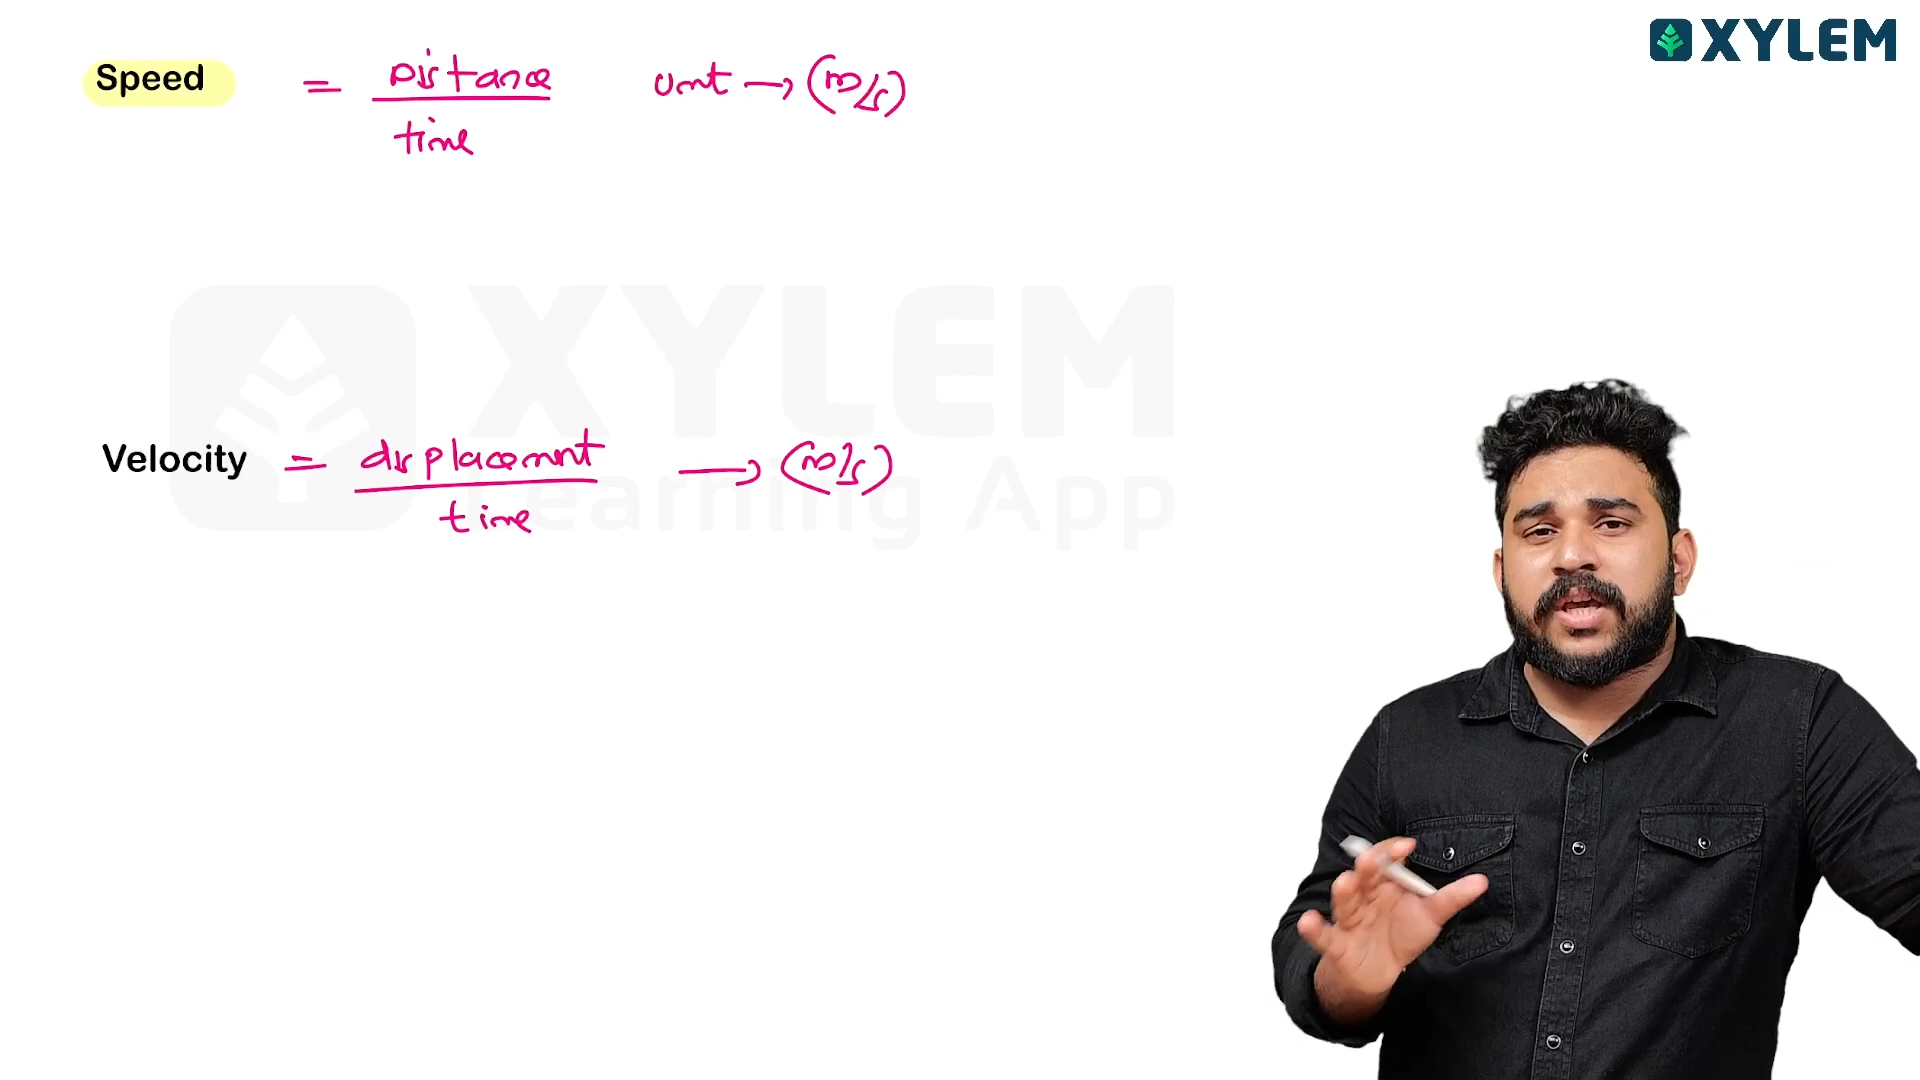 XYLEM
Speed = Distance unit → (m/s)
time
XYLEM
Learning App
Velocity = displacement → (m/s)
time